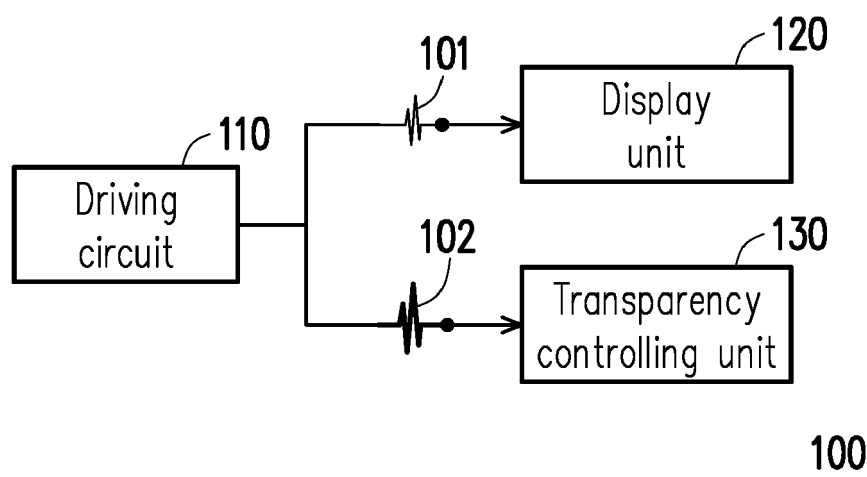 120
101
Display
unit
110
Driving
circuit
102
130
Transparency
controlling unit
100